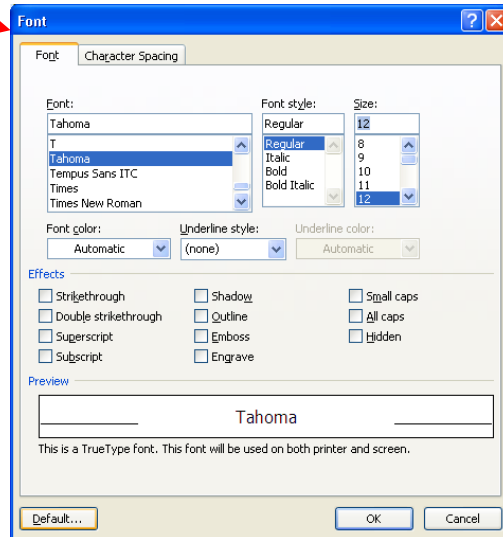 Font
Font Character Spacing
Font: Font style: Size:
Tahoma Regular 12
T Regular 8
Tahoma Italic 9
Tempus Sans ITC Bold 10
Times Bold Italic 11
Times New Roman 12
Font color: Underline style: Underline color:
Automatic (none) Automatic
Effects
Strikethrough Shadow Small caps
Double strikethrough Outline All caps
Superscript Emboss Hidden
Subscript Engrave
Preview
Tahoma
This is a TrueType font. This font will be used on both printer and screen.
Default... OK Cancel